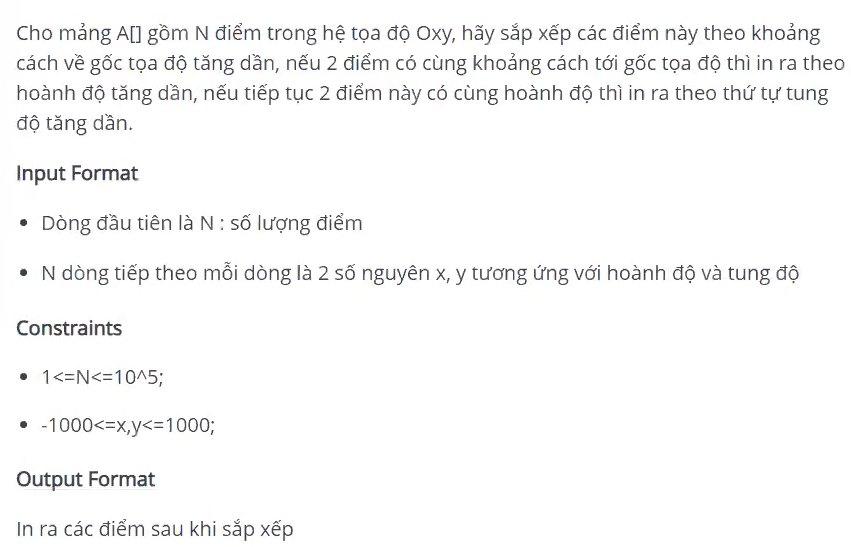 Cho mảng A[] gồm N điểm trong hệ tọa độ Oxy, hãy sắp xếp các điểm này theo khoảng
cách về gốc tọa độ tăng dần, nếu 2 điểm có cùng khoảng cách tới gốc tọa độ thì in ra theo
hoành độ tăng dần, nếu tiếp tục 2 điểm này có cùng hoành độ thì in ra theo thứ tự tung
độ tăng dần.
Input Format
• Dòng đầu tiên là N : số lượng điểm
• N dòng tiếp theo mỗi dòng là 2 số nguyên x, y tương ứng với hoành độ và tung độ
Constraints
• 1<=N<=10^5;
• -1000<=x,y<=1000;
Output Format
In ra các điểm sau khi sắp xếp